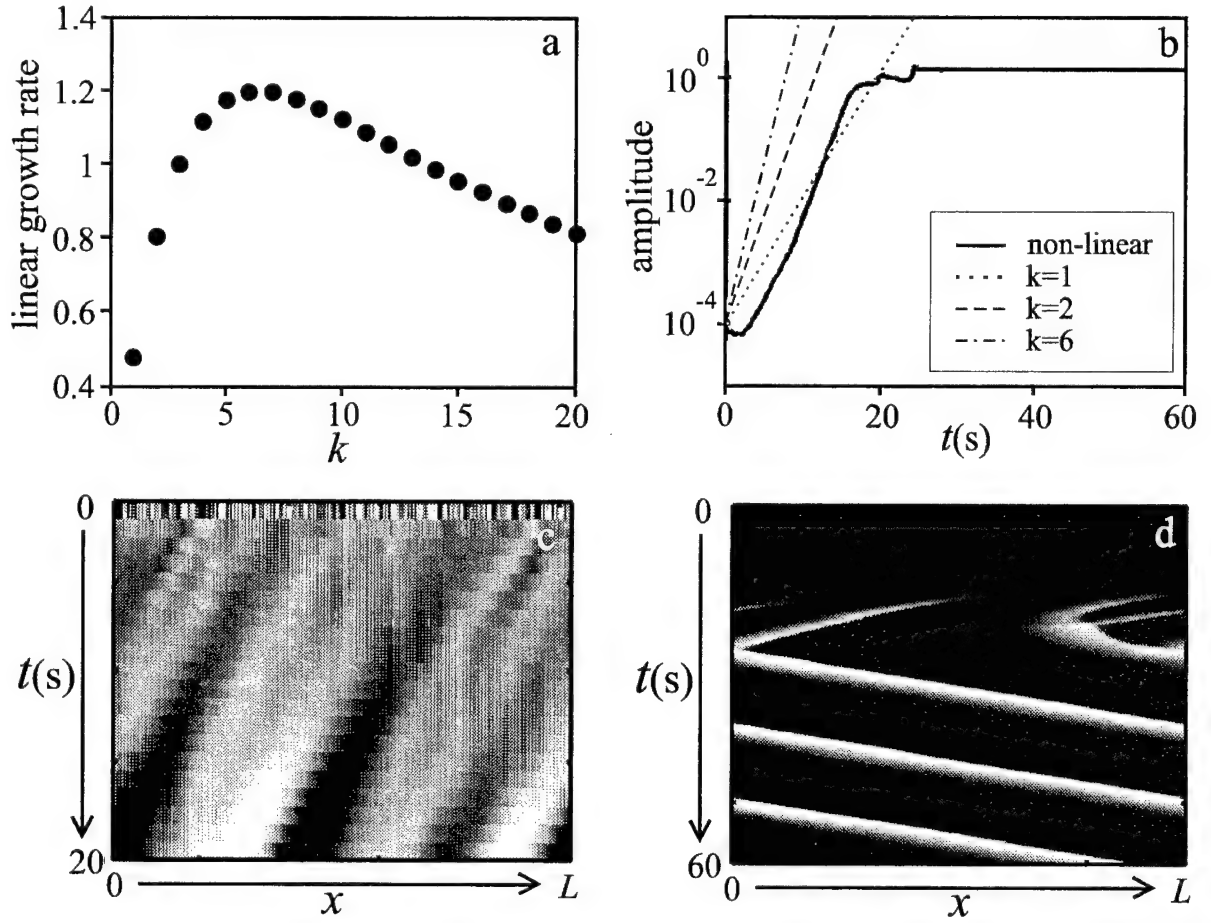 a
linear growth rate
1.4
1.2
1
0.8
0.6
0.4
0 5 10 15 20
k
b
amplitude
10^0
10^-2
10^-4
non-linear
k=1
k=2
k=6
0 20 40 60
t(s)
c
0
t(s)
20
0 x L
d
0
t(s)
60
0 x L